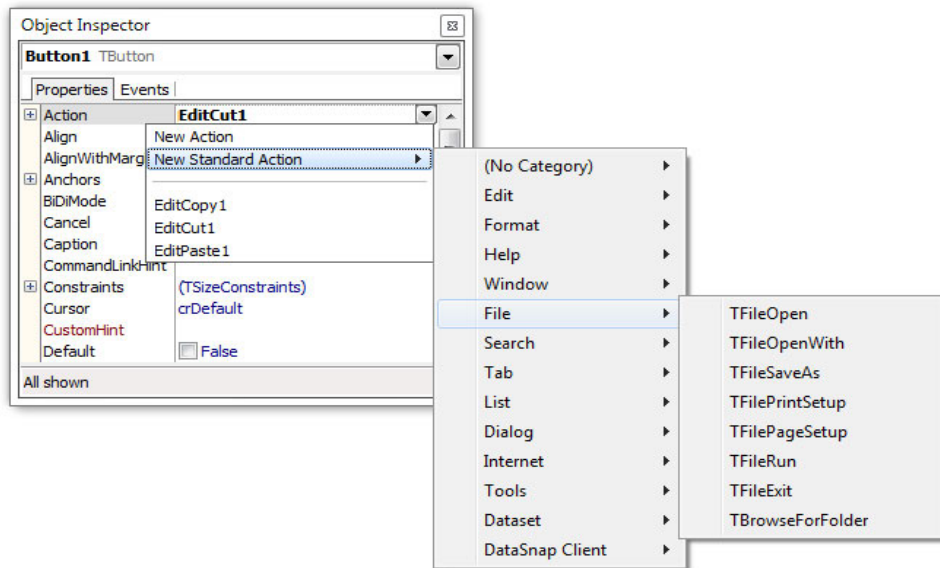 Object Inspector
Button1 TButton
Properties Events
Action EditCut1
Align
AlignWithMarg
Anchors
BiDiMode
Cancel
Caption
CommandLinkHint
Constraints (TSizeConstraints)
Cursor crDefault
CustomHint
Default False
All shown
New Action
New Standard Action
EditCopy1
EditCut1
EditPaste1
(No Category)
Edit
Format
Help
Window
File
Search
Tab
List
Dialog
Internet
Tools
Dataset
DataSnap Client
TFileOpen
TFileOpenWith
TFileSaveAs
TFilePrintSetup
TFilePageSetup
TFileRun
TFileExit
TBrowseForFolder